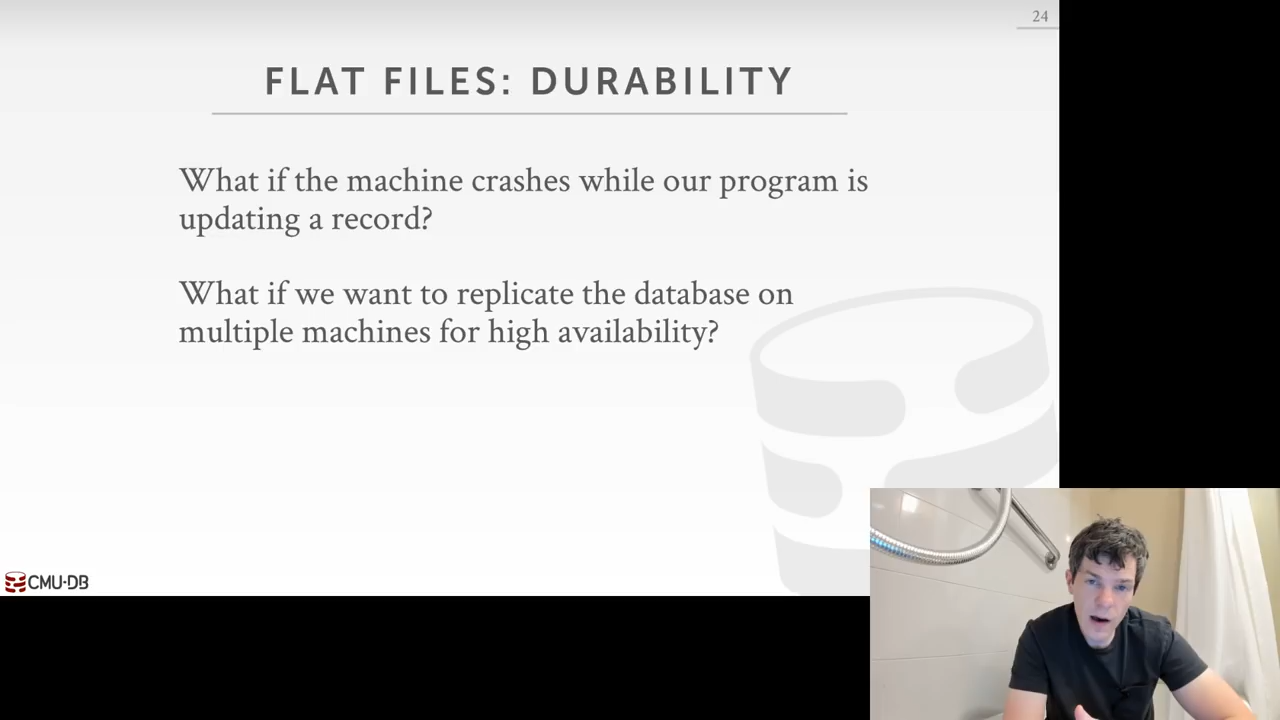 24
FLAT FILES: DURABILITY
What if the machine crashes while our program is
updating a record?
What if we want to replicate the database on
multiple machines for high availability?
CMU·DB